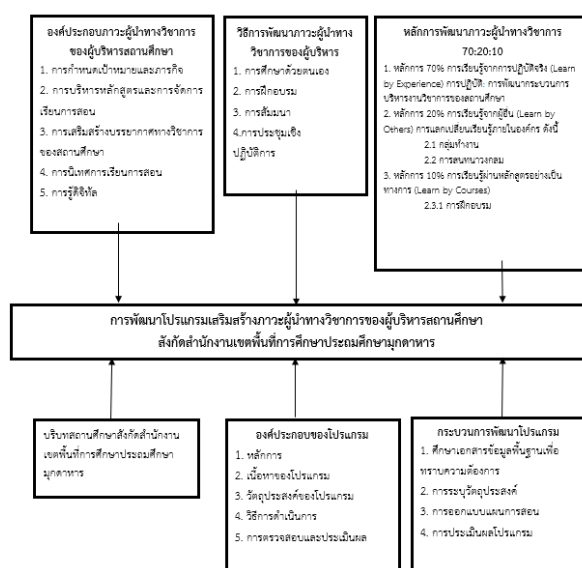 องค์ประกอบภาวะผู้นำทางวิชาการ
ของผู้บริหารสถานศึกษา
1. การกำหนดเป้าหมายและภารกิจ
2. การบริหารหลักสูตรและการจัดการ
เรียนการสอน
3. การเสริมสร้างบรรยากาศทางวิชาการ
ของสถานศึกษา
4. การนิเทศการเรียนการสอน
5. การรู้ดิจิทัล
วิธีการพัฒนาภาวะผู้นำทาง
วิชาการของผู้บริหาร
1. การศึกษาด้วยตนเอง
2. การฝึกอบรม
3. การสัมมนา
4.การประชุมเชิง
ปฏิบัติการ
หลักการพัฒนาภาวะผู้นำทางวิชาการ
70:20:10
1. หลักการ 70% การเรียนรู้จากการปฏิบัติจริง (Learn
by Experience) การปฏิบัติ: การพัฒนากระบวนการ
บริหารงานวิชาการของสถานศึกษา
2. หลักการ 20% การเรียนรู้จากผู้อื่น (Learn by
Others) การแลกเปลี่ยนเรียนรู้ภายในองค์กร ดังนี้
2.1 กลุ่มทำงาน
2.2 การสนทนาวงกลม
3. หลักการ 10% การเรียนรู้ผ่านหลักสูตรอย่างเป็น
ทางการ (Learn by Courses)
2.3.1 การฝึกอบรม
การพัฒนาโปรแกรมเสริมสร้างภาวะผู้นำทางวิชาการของผู้บริหารสถานศึกษา
สังกัดสำนักงานเขตพื้นที่การศึกษาประถมศึกษามุกดาหาร
บริบทสถานศึกษาสังกัดสำนักงาน
เขตพื้นที่การศึกษาประถมศึกษา
มุกดาหาร
องค์ประกอบของโปรแกรม
1. หลักการ
2. เนื้อหาของโปรแกรม
3. วัตถุประสงค์ของโปรแกรม
4. วิธีการดำเนินการ
5. การตรวจสอบและประเมินผล
กระบวนการพัฒนาโปรแกรม
1. ศึกษาเอกสารข้อมูลพื้นฐานเพื่อ
ทราบความต้องการ
2. การระบุวัตถุประสงค์
3. การออกแบบแผนการสอน
4. การประเมินผลโปรแกรม